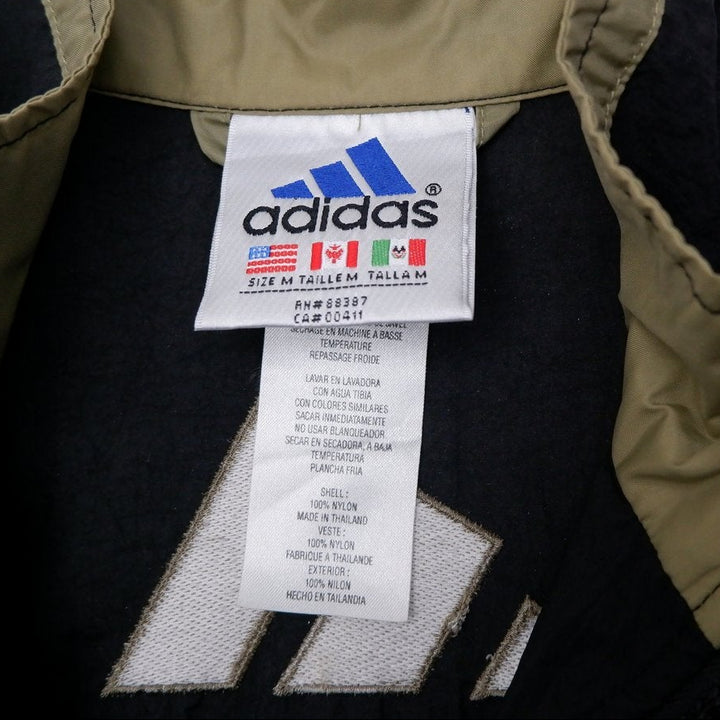 adidas®
SIZE M TAILLE M TALLA M
RN#88387
CA#00411
SECHAGE EN MACHINE A BASSE
TEMPERATURE
REPASSAGE FROIDE
LAVAR EN LAVADORA
CON AGUA TIBIA
CON COLORES SIMILARES
SACAR INMEDIATAMENTE
NO USAR BLANQUEADOR
SECAR EN SECADORA, A BAJA
TEMPERATURA
PLANCHA FRIA
SHELL:
100% NYLON
MADE IN THAILAND
VESTE:
100% NYLON
FABRIQUE A THAILANDE
EXTERIOR:
100% NILON
HECHO EN TAILANDIA